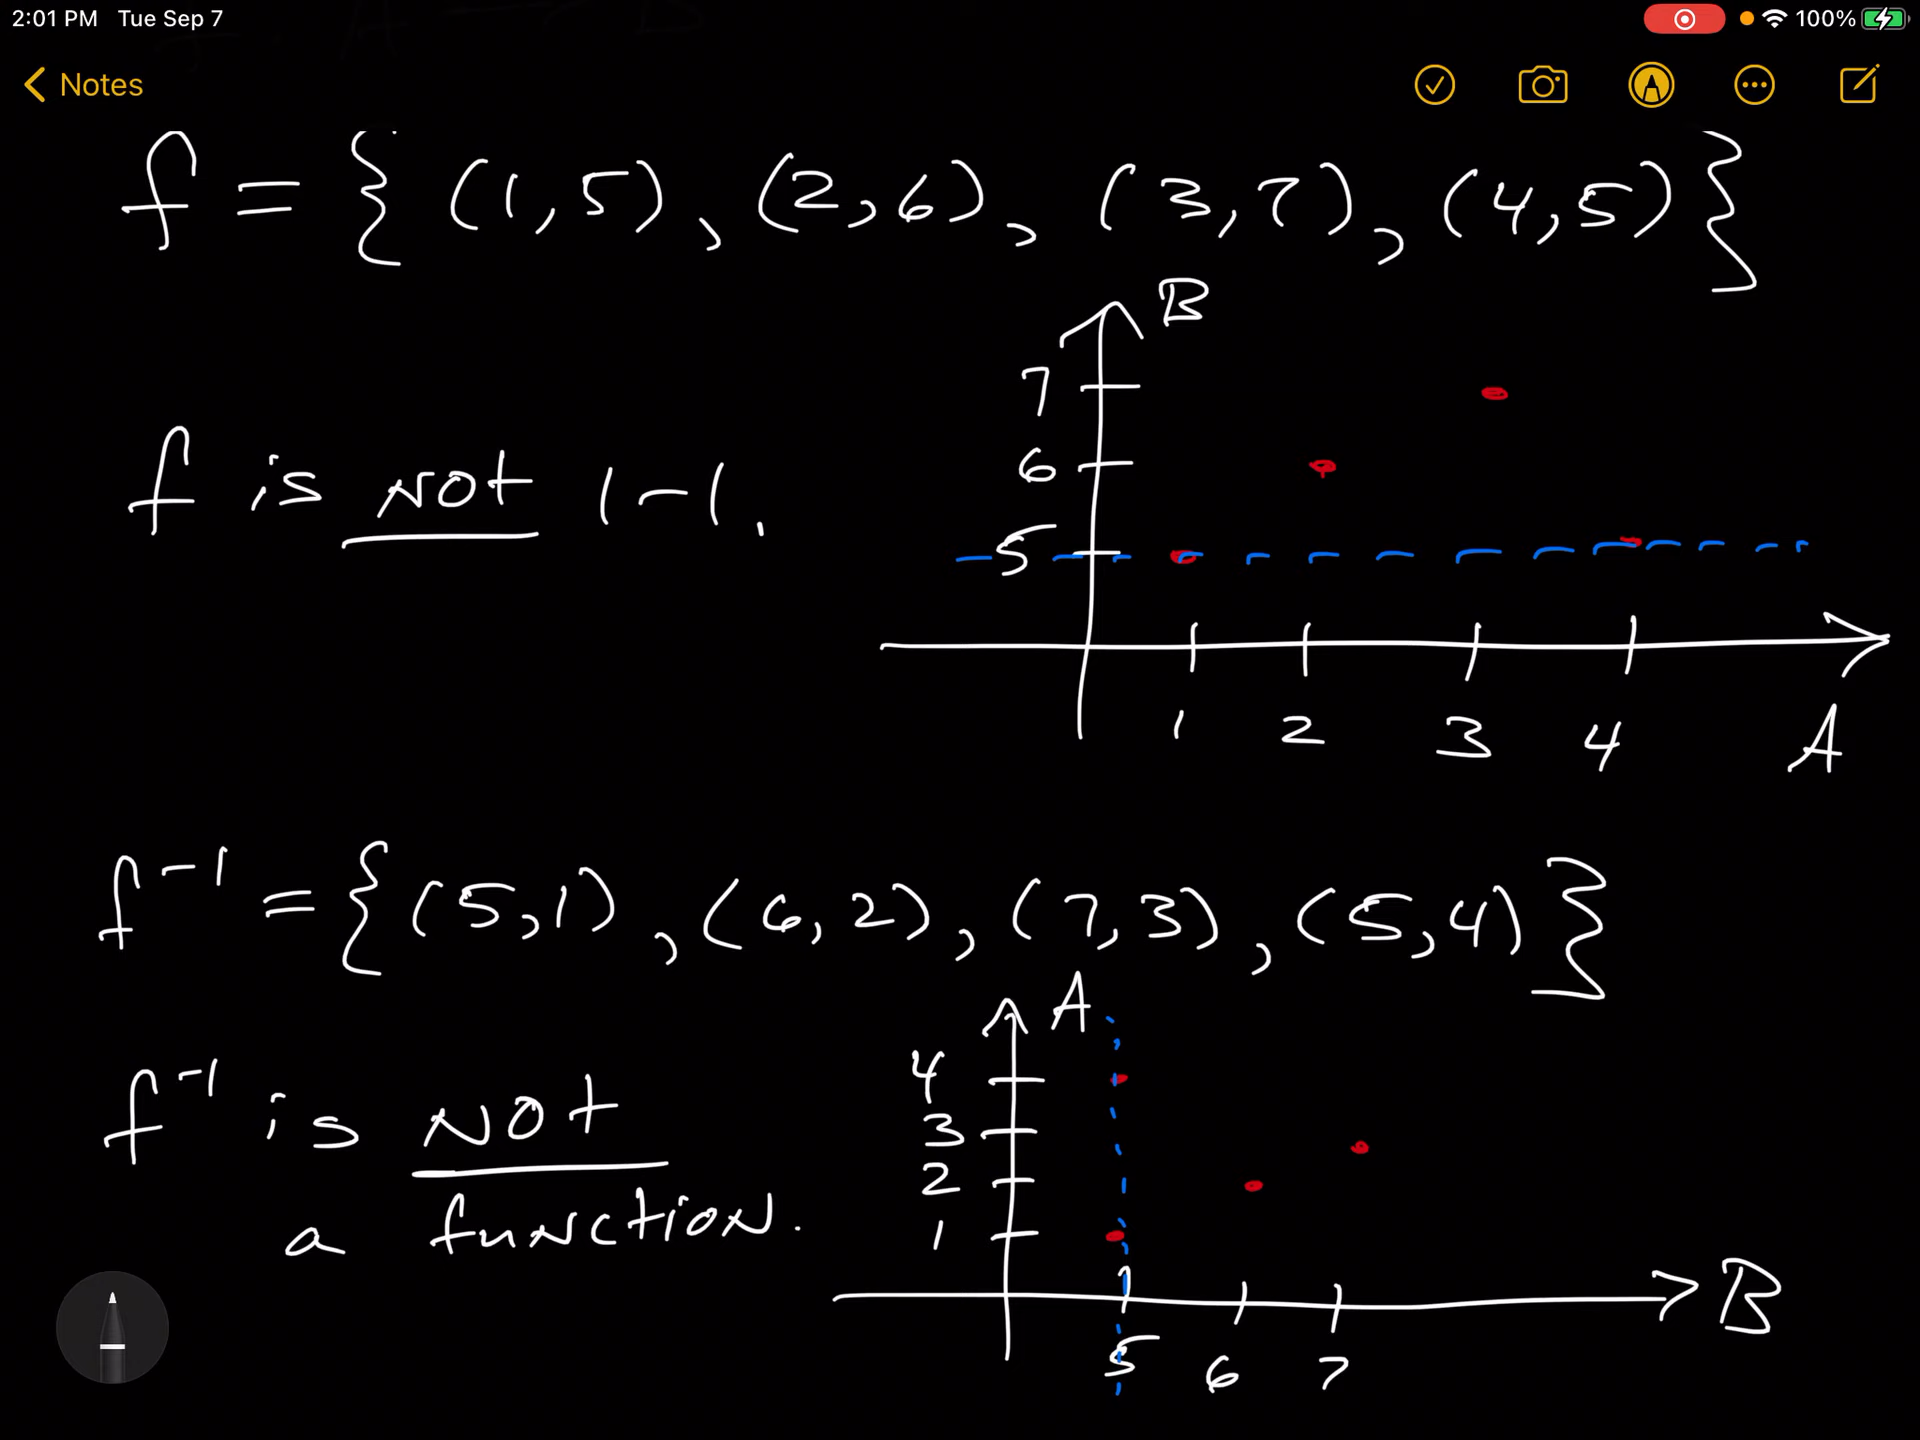 2:01 PM Tue Sep 7 100%
Notes
f = { (1,5), (2,6), (3,7), (4,5) }
B
7
6
f is NOT 1-1.
5
1 2 3 4 A
f⁻¹ = { (5,1), (6,2), (7,3), (5,4) }
A
4
f⁻¹ is NOT
3
2
a function.
1
B
5 6 7